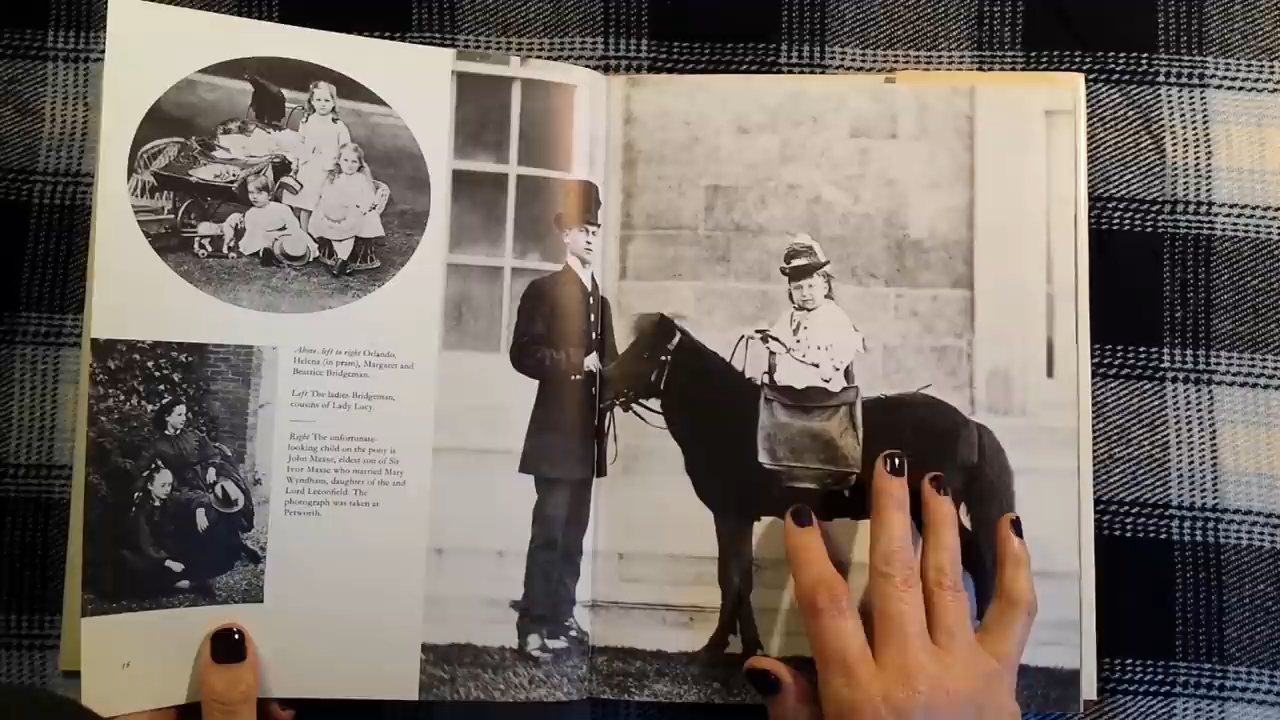 Above, left to right Orlando,
Helena (in pram), Margaret and
Beatrice Bridgeman.
Left The ladies Bridgeman,
cousins of Lady Lucy.
Right The unfortunate-
looking child on the pony is
John Maxse, eldest son of Sir
Ivor Maxse who married Mary
Wyndham, daughter of the and
Lord Leconfield. The
photograph was taken at
Petworth.
16